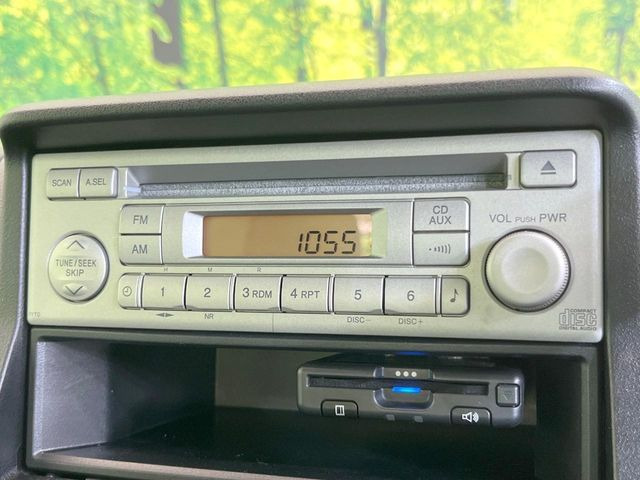 SCAN A.SEL
FM
CD
AUX
1055
VOL PUSH PWR
AM
TUNE/SEEK
SKIP
H M R
1 2 3 RDM 4 RPT 5 6
NR DISC− DISC+
COMPACT
disc
DIGITAL AUDIO